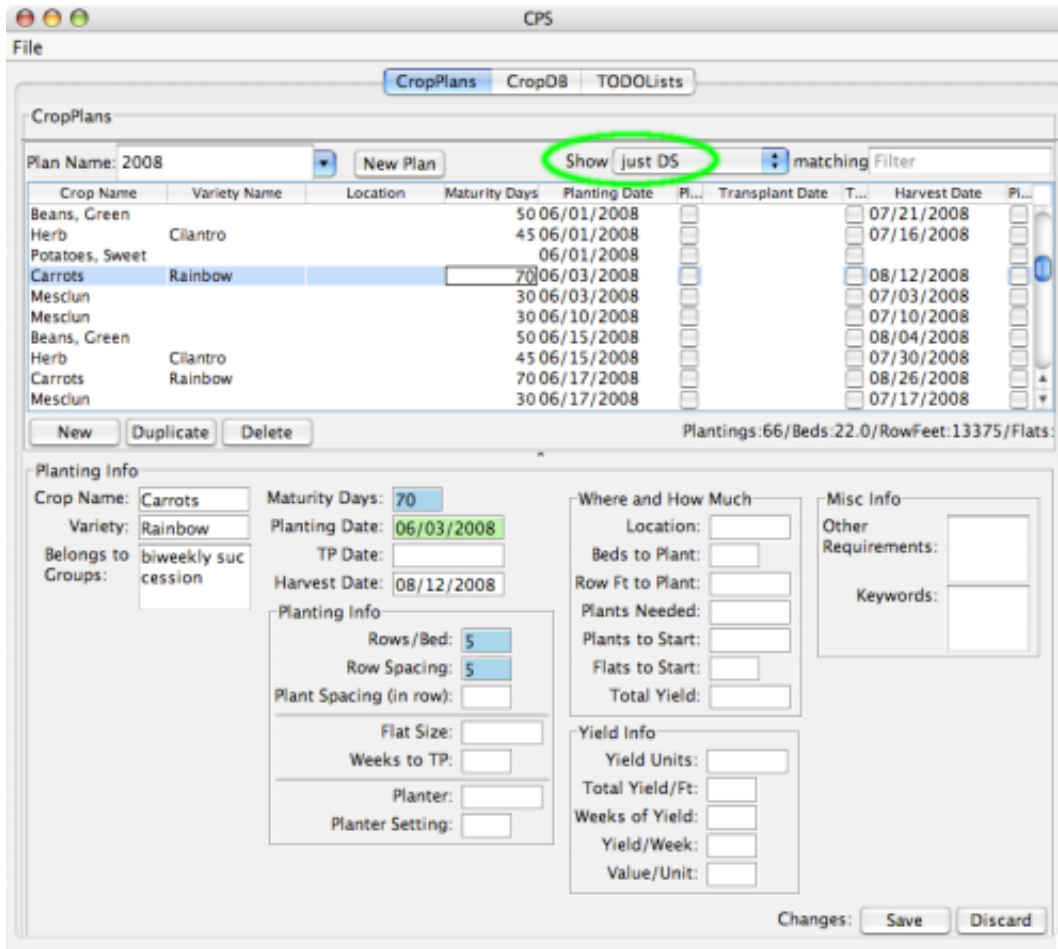 CPS
File
CropPlans CropDB TODOLists
CropPlans
Plan Name: 2008 New Plan Show just DS matching Filter
Crop Name Variety Name Location Maturity Days Planting Date Pl... Transplant Date T... Harvest Date Pl...
Beans, Green 50 06/01/2008 07/21/2008
Herb Cilantro 45 06/01/2008 07/16/2008
Potatoes, Sweet 06/01/2008
Carrots Rainbow 70 06/03/2008 08/12/2008
Mesclun 30 06/03/2008 07/03/2008
Mesclun 30 06/10/2008 07/10/2008
Beans, Green 50 06/15/2008 08/04/2008
Herb Cilantro 45 06/15/2008 07/30/2008
Carrots Rainbow 70 06/17/2008 08/26/2008
Mesclun 30 06/17/2008 07/17/2008
New Duplicate Delete Plantings:66/Beds:22.0/RowFeet:13375/Flats:
Planting Info
Crop Name: Carrots
Variety: Rainbow
Belongs to Groups: biweekly suc
cession
Maturity Days: 70
Planting Date: 06/03/2008
TP Date:
Harvest Date: 08/12/2008
Planting Info
Rows/Bed: 5
Row Spacing: 5
Plant Spacing (in row):
Flat Size:
Weeks to TP:
Planter:
Planter Setting:
Where and How Much
Location:
Beds to Plant:
Row Ft to Plant:
Plants Needed:
Plants to Start:
Flats to Start:
Total Yield:
Yield Info
Yield Units:
Total Yield/Ft:
Weeks of Yield:
Yield/Week:
Value/Unit:
Misc Info
Other
Requirements:
Keywords:
Changes: Save Discard